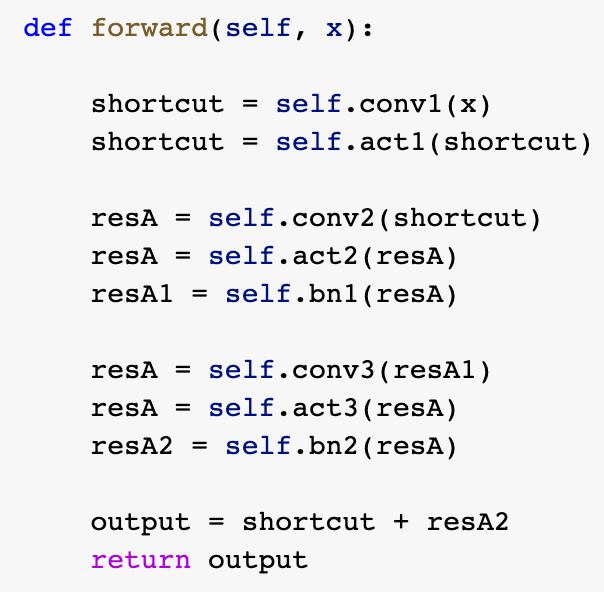 def forward(self, x):
shortcut = self.conv1(x)
shortcut = self.act1(shortcut)
resA = self.conv2(shortcut)
resA = self.act2(resA)
resA1 = self.bn1(resA)
resA = self.conv3(resA1)
resA = self.act3(resA)
resA2 = self.bn2(resA)
output = shortcut + resA2
return output